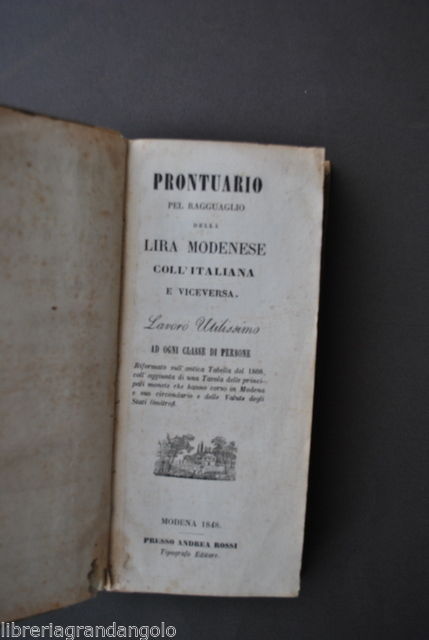 PRONTUARIO
PEL RAGGUAGLIO
DELLA
LIRA MODENESE
COLL'ITALIANA
E VICEVERSA.
Lavoro Utilissimo
AD OGNI CLASSE DI PERSONE
Riformato sull'antica Tabella del 1808,
coll'aggiunta di una Tavola delle princi-
pali monete che hanno corso in Modena
e suo circondario e delle Valute degli
Stati limitrofi.
MODENA 1848.
PRESSO ANDREA ROSSI
Tipografo Editore.
libreriagrandangolo